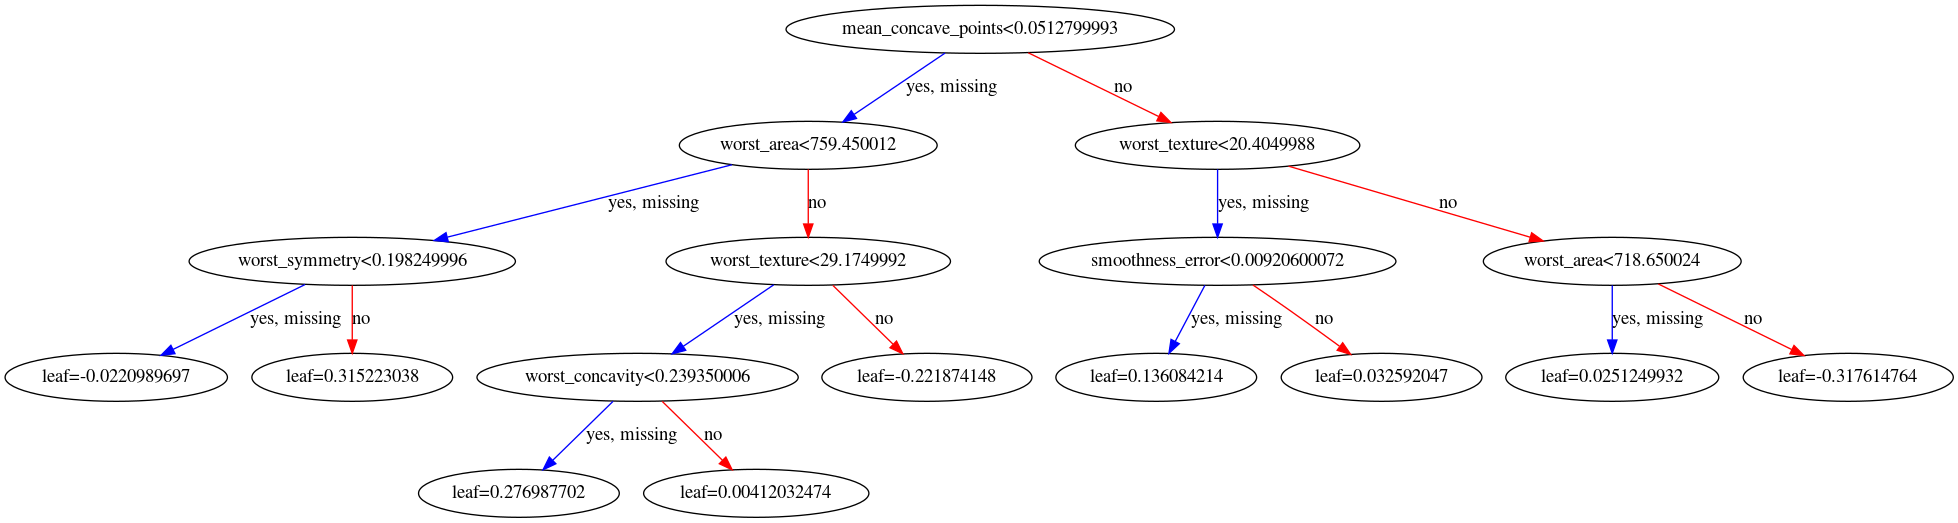 mean_concave_points<0.0512799993
yes, missing
no
worst_area<759.450012
worst_texture<20.4049988
yes, missing
no
yes, missing
no
worst_symmetry<0.198249996
worst_texture<29.1749992
smoothness_error<0.00920600072
worst_area<718.650024
yes, missing
no
yes, missing
no
yes, missing
no
yes, missing
no
leaf=-0.0220989697
leaf=0.315223038
worst_concavity<0.239350006
leaf=-0.221874148
leaf=0.136084214
leaf=0.032592047
leaf=0.0251249932
leaf=-0.317614764
yes, missing
no
leaf=0.276987702
leaf=0.00412032474